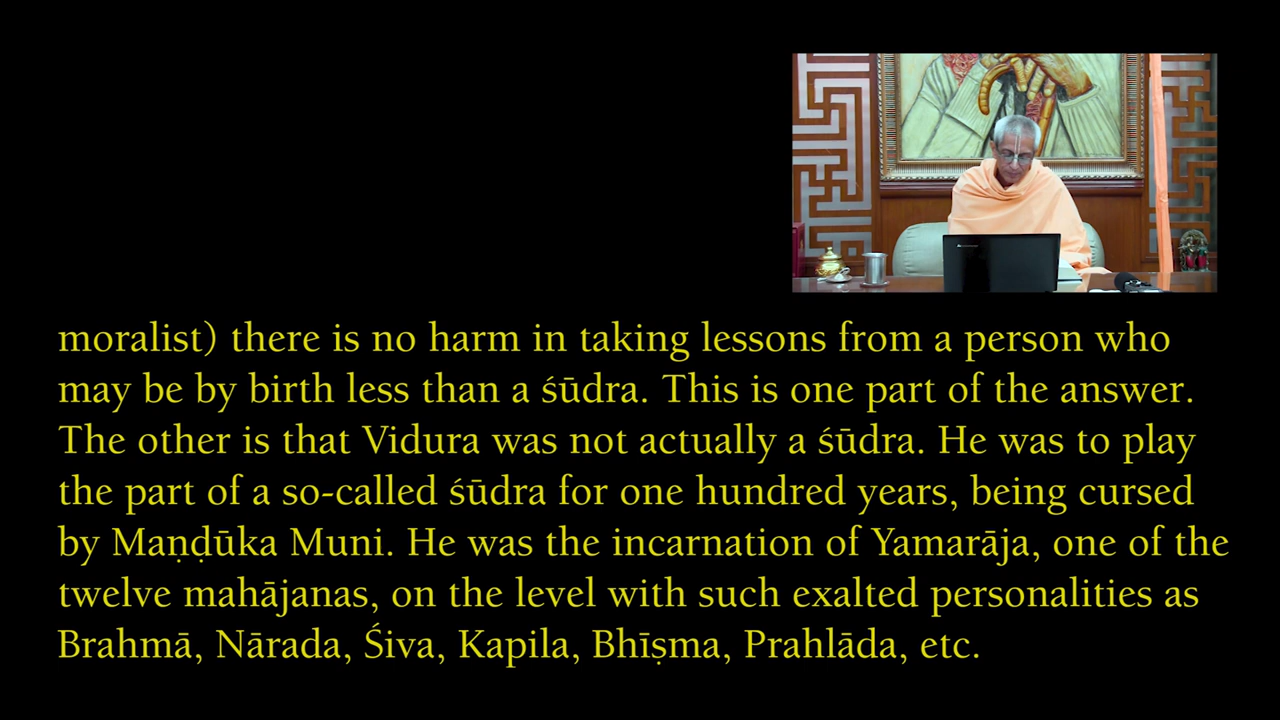 moralist) there is no harm in taking lessons from a person who
may be by birth less than a śūdra. This is one part of the answer.
The other is that Vidura was not actually a śūdra. He was to play
the part of a so-called śūdra for one hundred years, being cursed
by Maṇḍūka Muni. He was the incarnation of Yamarāja, one of the
twelve mahājanas, on the level with such exalted personalities as
Brahmā, Nārada, Śiva, Kapila, Bhīṣma, Prahlāda, etc.